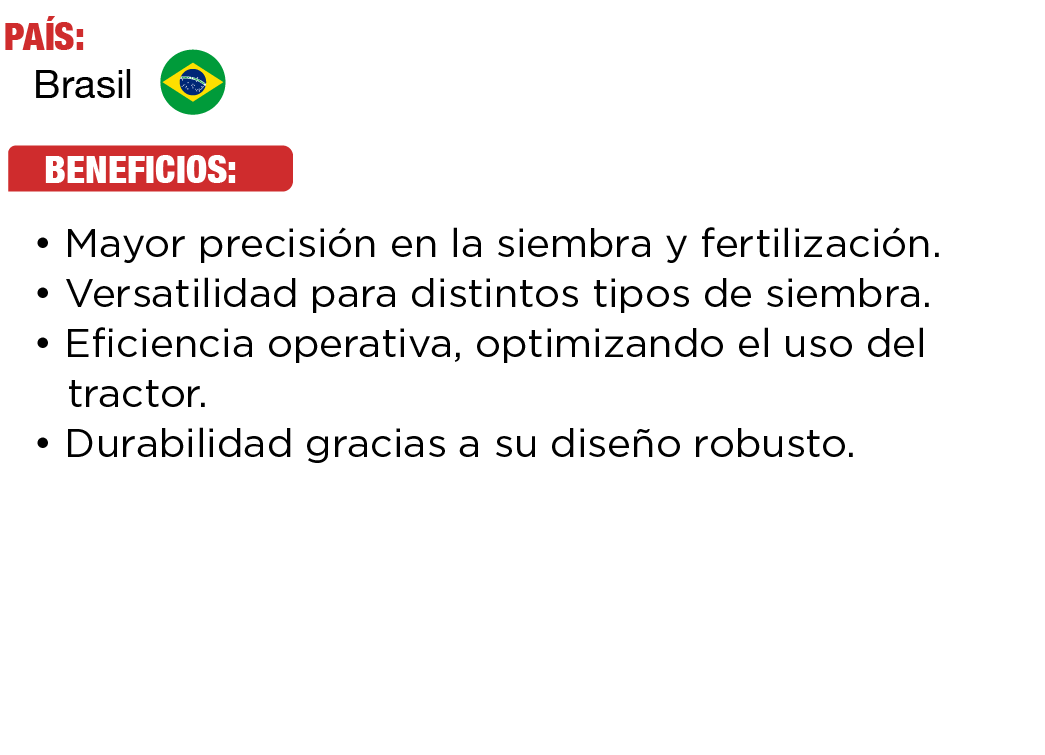 PAÍS:
Brasil
BENEFICIOS:
• Mayor precisión en la siembra y fertilización.
• Versatilidad para distintos tipos de siembra.
• Eficiencia operativa, optimizando el uso del
tractor.
• Durabilidad gracias a su diseño robusto.